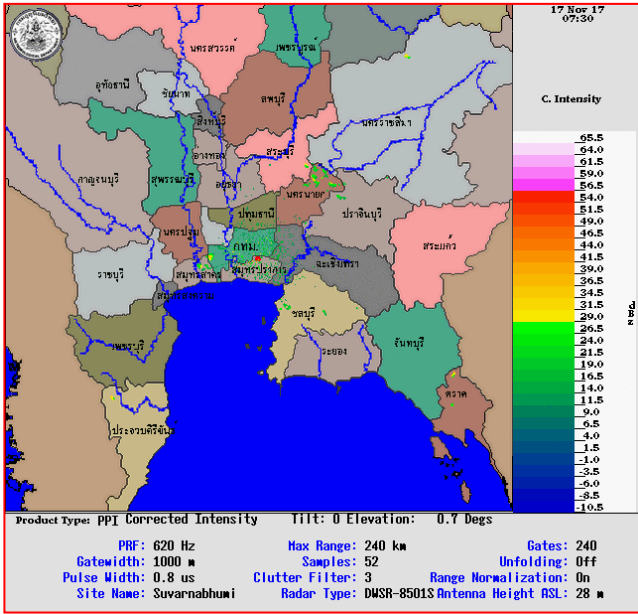 17 Nov 17
07:30
C. Intensity
65.5
64.0
61.5
59.0
56.5
54.0
51.5
49.0
46.5
44.0
41.5
39.0
36.5
34.0
31.5
29.0
26.5
24.0
21.5
19.0
16.5
14.0
11.5
9.0
6.5
4.0
1.5
-1.0
-3.5
-6.0
-8.5
-10.5
นครสวรรค์
เพชรบูรณ์
อุทัยธานี
ชัยนาท
ลพบุรี
สิงหบุรี
นครราชสีมา
อ่างทอง
สระบุรี
กาญจนบุรี
สุพรรณบุรี
อยุธยา
นครนายก
ปทุมธานี
ปราจีนบุรี
นครปฐม
กทม.
สระแก้ว
ฉะเชิงเทรา
สมุทรสาคร
สมุทรปราการ
ราชบุรี
สมุทรสงคราม
ชลบุรี
เพชรบุรี
ระยอง
จันทบุรี
ตราด
ประจวบคีรีขันธ์
Product Type: PPI Corrected Intensity Tilt: 0 Elevation: 0.7 Degs
PRF: 620 Hz Max Range: 240 km Gates: 240
Gatewidth: 1000 m Samples: 52 Unfolding: Off
Pulse Width: 0.8 us Clutter Filter: 3 Range Normalization: On
Site Name: Suvarnabhumi Radar Type: DWSR-8501S Antenna Height ASL: 28 m